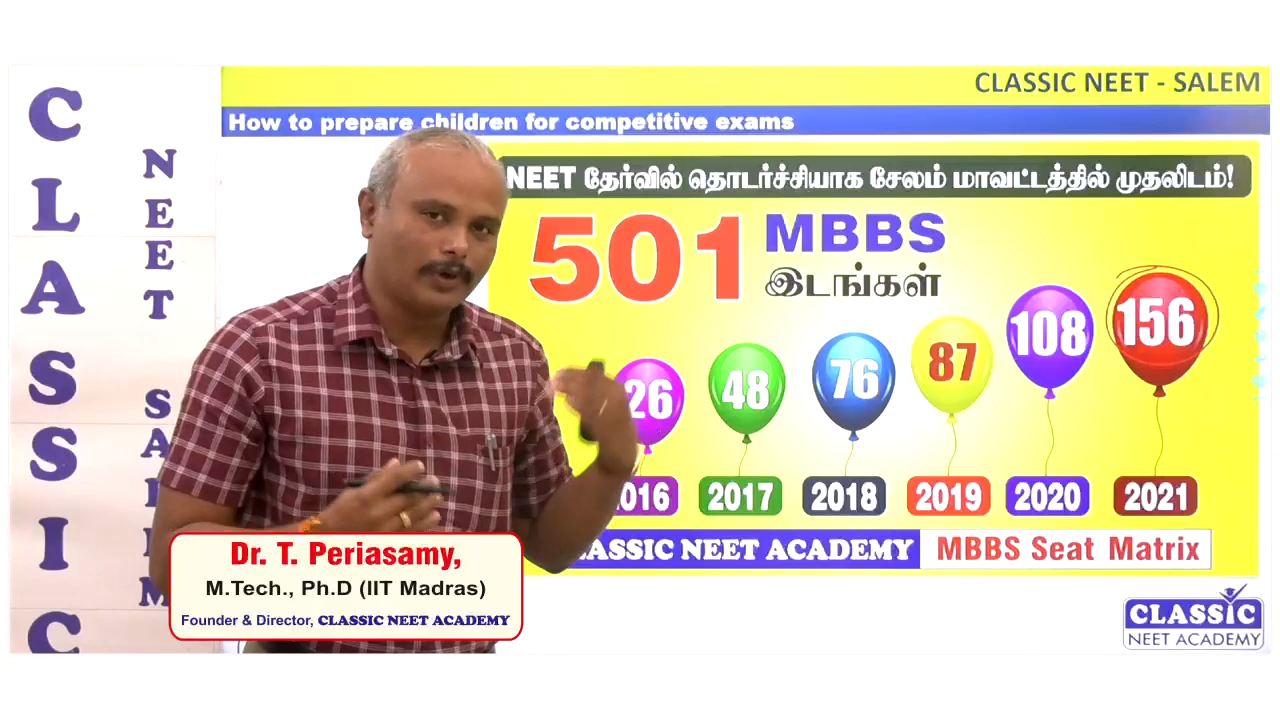 CLASSIC NEET - SALEM
How to prepare children for competitive exams
CLASSIC
NEET
NEET தேர்வில் தொடர்ச்சியாக சேலம் மாவட்டத்தில் முதலிடம்!
501 MBBS
இடங்கள்
26 48 76 87 108 156
2017 2018 2019 2020 2021
NEET ACADEMY MBBS Seat Matrix
Dr. T. Periasamy,
M.Tech., Ph.D (IIT Madras)
Founder & Director, CLASSIC NEET ACADEMY
CLASSIC
NEET ACADEMY